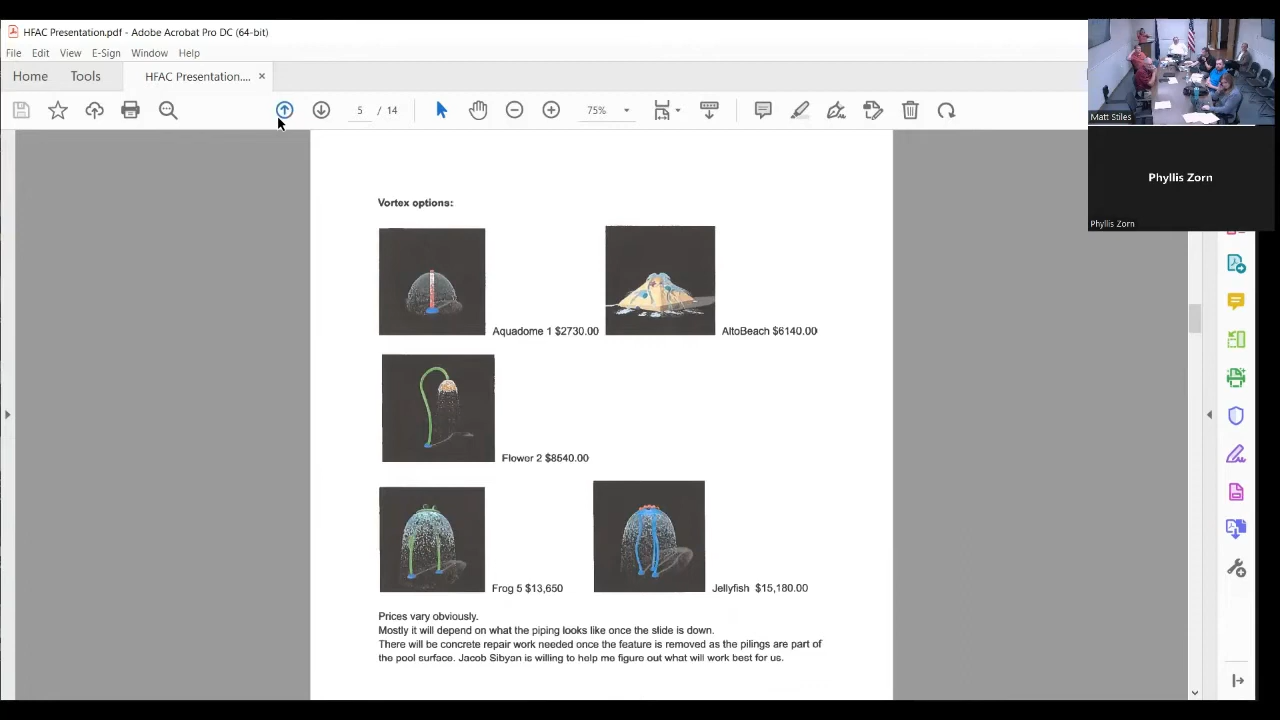 HFAC Presentation.pdf - Adobe Acrobat Pro DC (64-bit)
File Edit View E-Sign Window Help
Home Tools HFAC Presentation.... ×
5 / 14 75%
Matt Stiles
Phyllis Zorn
Phyllis Zorn
Vortex options:
Aquadome 1 $2730.00 AltoBeach $6140.00
Flower 2 $8640.00
Frog 5 $13,650 Jellyfish $15,180.00
Prices vary obviously.
Mostly it will depend on what the piping looks like once the slide is down.
There will be concrete repair work needed once the feature is removed as the pilings are part of
the pool surface. Jacob Sibyan is willing to help me figure out what will work best for us.